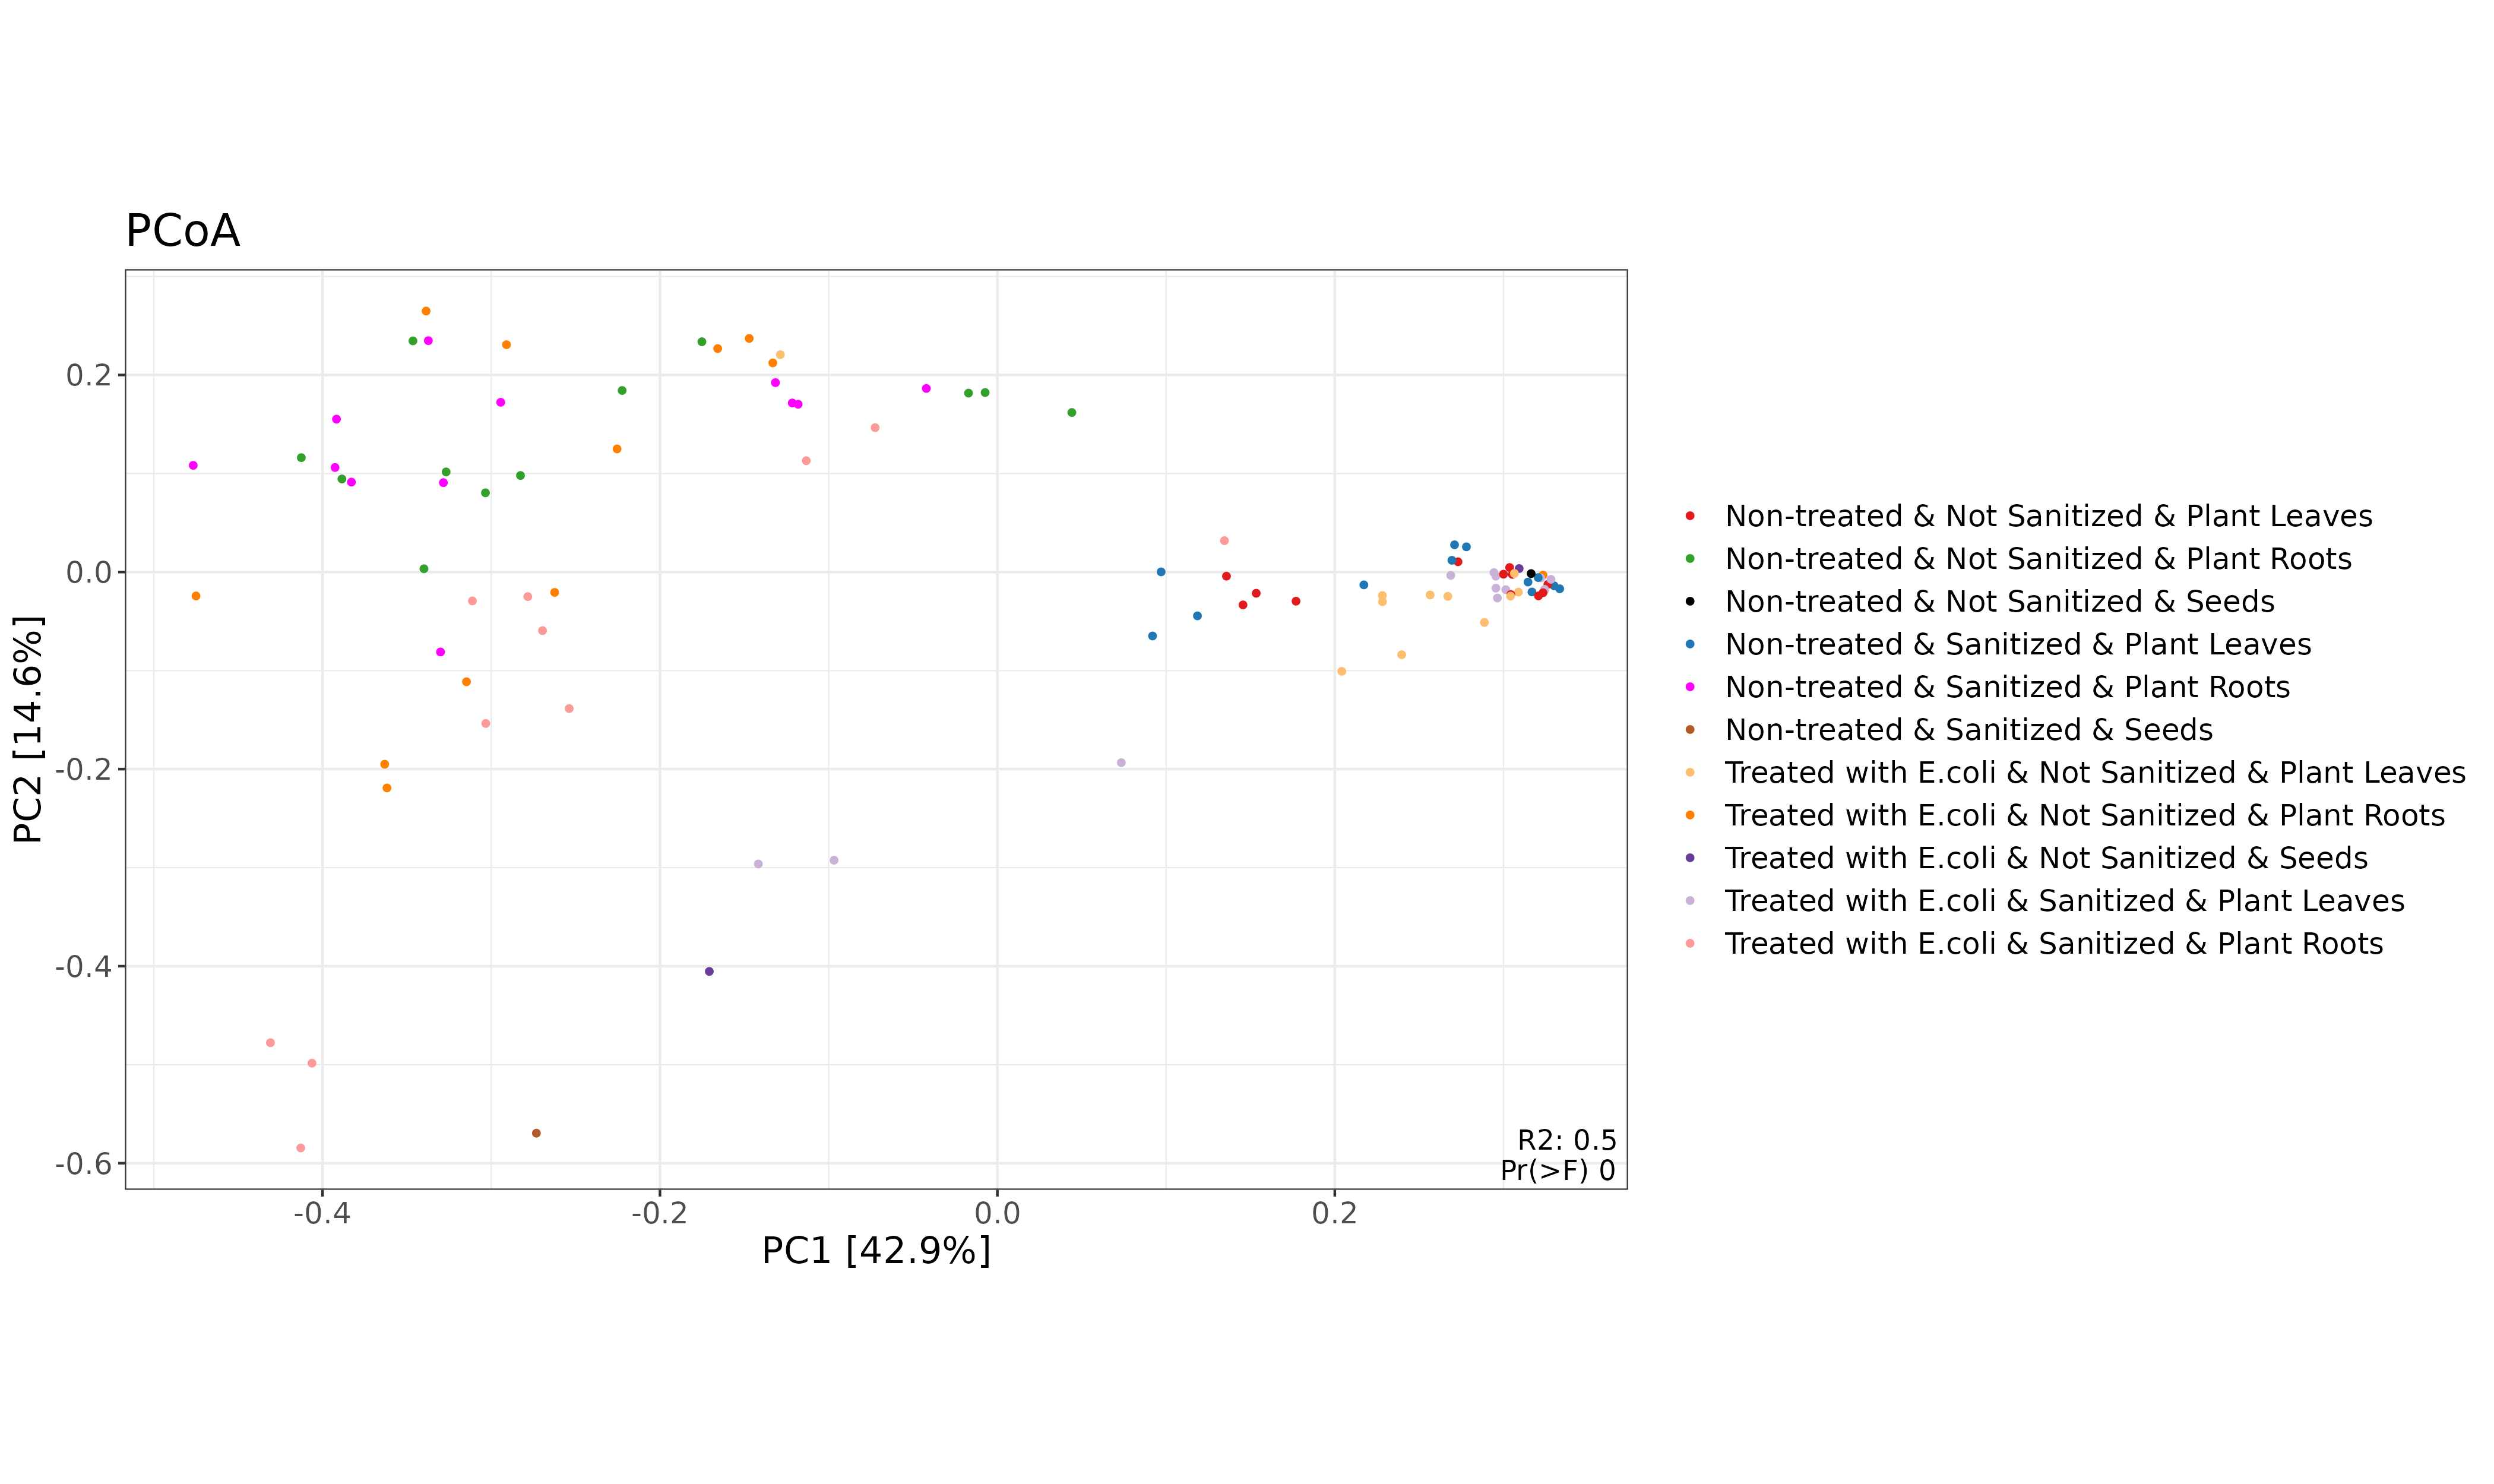 PCoA
0.2
0.0
-0.2
-0.4
-0.6
PC2 [14.6%]
R2: 0.5
Pr(>F) 0
-0.4
-0.2
0.0
0.2
PC1 [42.9%]
Non-treated & Not Sanitized & Plant Leaves
Non-treated & Not Sanitized & Plant Roots
Non-treated & Not Sanitized & Seeds
Non-treated & Sanitized & Plant Leaves
Non-treated & Sanitized & Plant Roots
Non-treated & Sanitized & Seeds
Treated with E.coli & Not Sanitized & Plant Leaves
Treated with E.coli & Not Sanitized & Plant Roots
Treated with E.coli & Not Sanitized & Seeds
Treated with E.coli & Sanitized & Plant Leaves
Treated with E.coli & Sanitized & Plant Roots